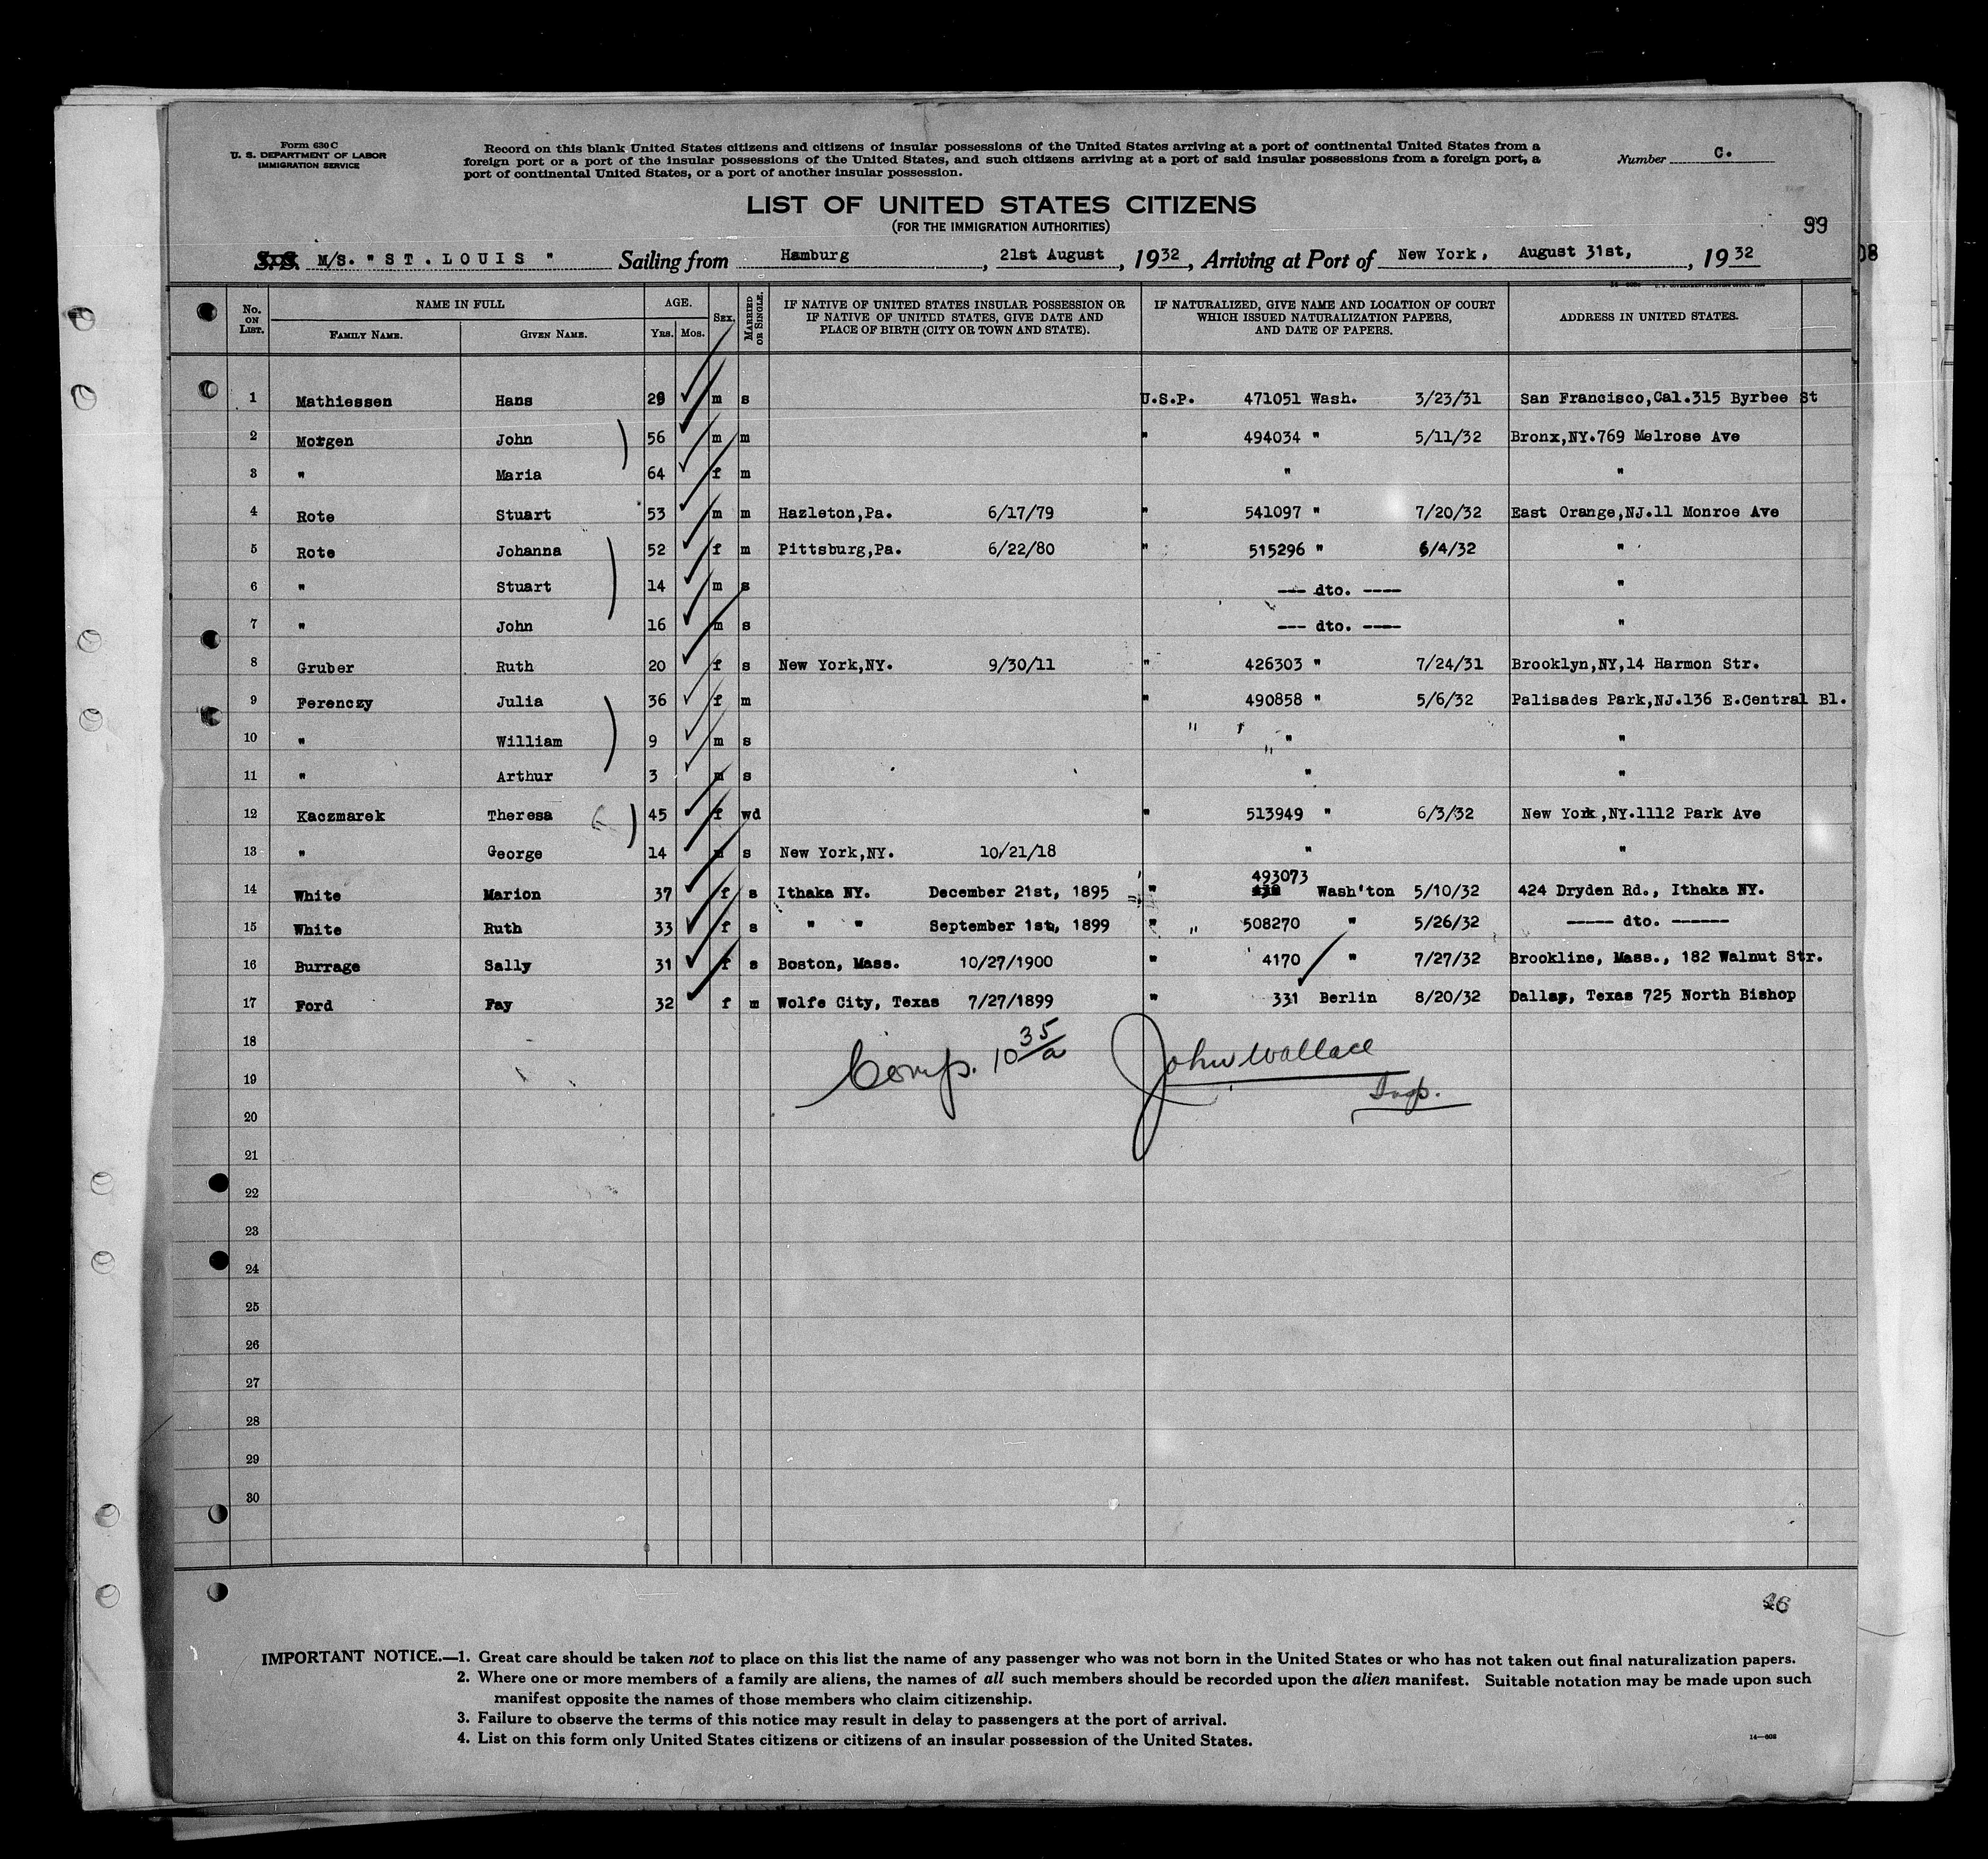 Form 630 C
U. S. DEPARTMENT OF LABOR
IMMIGRATION SERVICE
Record on this blank United States citizens and citizens of insular possessions of the United States arriving at a port of continental United States from a
foreign port or a port of the insular possessions of the United States, and such citizens arriving at a port of said insular possessions from a foreign port, a
port of continental United States, or a port of another insular possession.
Number C.
LIST OF UNITED STATES CITIZENS
(FOR THE IMMIGRATION AUTHORITIES)
99
08
S.S. M/S. "ST. LOUIS" Sailing from Hamburg, 21st August, 1932, Arriving at Port of New York, August 31st, 1932
No. ON LIST. NAME IN FULL FAMILY NAME. GIVEN NAME. AGE. YRS. MOS. SEX. MARRIED OR SINGLE. IF NATIVE OF UNITED STATES INSULAR POSSESSION OR IF NATIVE OF UNITED STATES, GIVE DATE AND PLACE OF BIRTH (CITY OR TOWN AND STATE). IF NATURALIZED, GIVE NAME AND LOCATION OF COURT WHICH ISSUED NATURALIZATION PAPERS, AND DATE OF PAPERS. ADDRESS IN UNITED STATES.
1 Mathiessen Hans 29 m s U.S.P. 471051 Wash. 3/23/31 San Francisco,Cal.315 Byrbee St
2 Morgen John 56 m m " 494034 " 5/11/32 Bronx,NY.769 Melrose Ave
3 " Maria 64 f m " "
4 Rote Stuart 53 m m Hazleton,Pa. 6/17/79 " 541097 " 7/20/32 East Orange,NJ.11 Monroe Ave
5 Rote Johanna 52 f m Pittsburg,Pa. 6/22/80 " 515296 " 6/4/32 "
6 " Stuart 14 m s --- dto. ---- "
7 " John 16 m s --- dto. ---- "
8 Gruber Ruth 20 f s New York,NY. 9/30/11 " 426303 " 7/24/31 Brooklyn,NY,14 Harmon Str.
9 Ferenczy Julia 36 f m " 490858 " 5/6/32 Palisades Park,NJ.136 E.Central Bl.
10 " William 9 m s " "
11 " Arthur 3 m s " "
12 Kaczmarek Theresa 45 f wd " 513949 " 6/3/32 New York,NY.1112 Park Ave
13 " George 14 m s New York,NY. 10/21/18 " "
14 White Marion 37 f s Ithaka NY. December 21st, 1895 " 493073 Wash'ton 5/10/32 424 Dryden Rd., Ithaka NY.
15 White Ruth 33 f s " " September 1st, 1899 " 508270 " 5/26/32 ----- dto. ------
16 Burrage Sally 31 f s Boston, Mass. 10/27/1900 " 4170 " 7/27/32 Brookline, Mass., 182 Walnut Str.
17 Ford Fay 32 f m Wolfe City, Texas 7/27/1899 " 331 Berlin 8/20/32 Dallas, Texas 725 North Bishop
18
Comp. 10 35/a John Wallace
19
Insp.
20
21
22
23
24
25
26
27
28
29
30
46
IMPORTANT NOTICE.—1. Great care should be taken not to place on this list the name of any passenger who was not born in the United States or who has not taken out final naturalization papers.
2. Where one or more members of a family are aliens, the names of all such members should be recorded upon the alien manifest. Suitable notation may be made upon such
manifest opposite the names of those members who claim citizenship.
3. Failure to observe the terms of this notice may result in delay to passengers at the port of arrival.
4. List on this form only United States citizens or citizens of an insular possession of the United States.
14—608